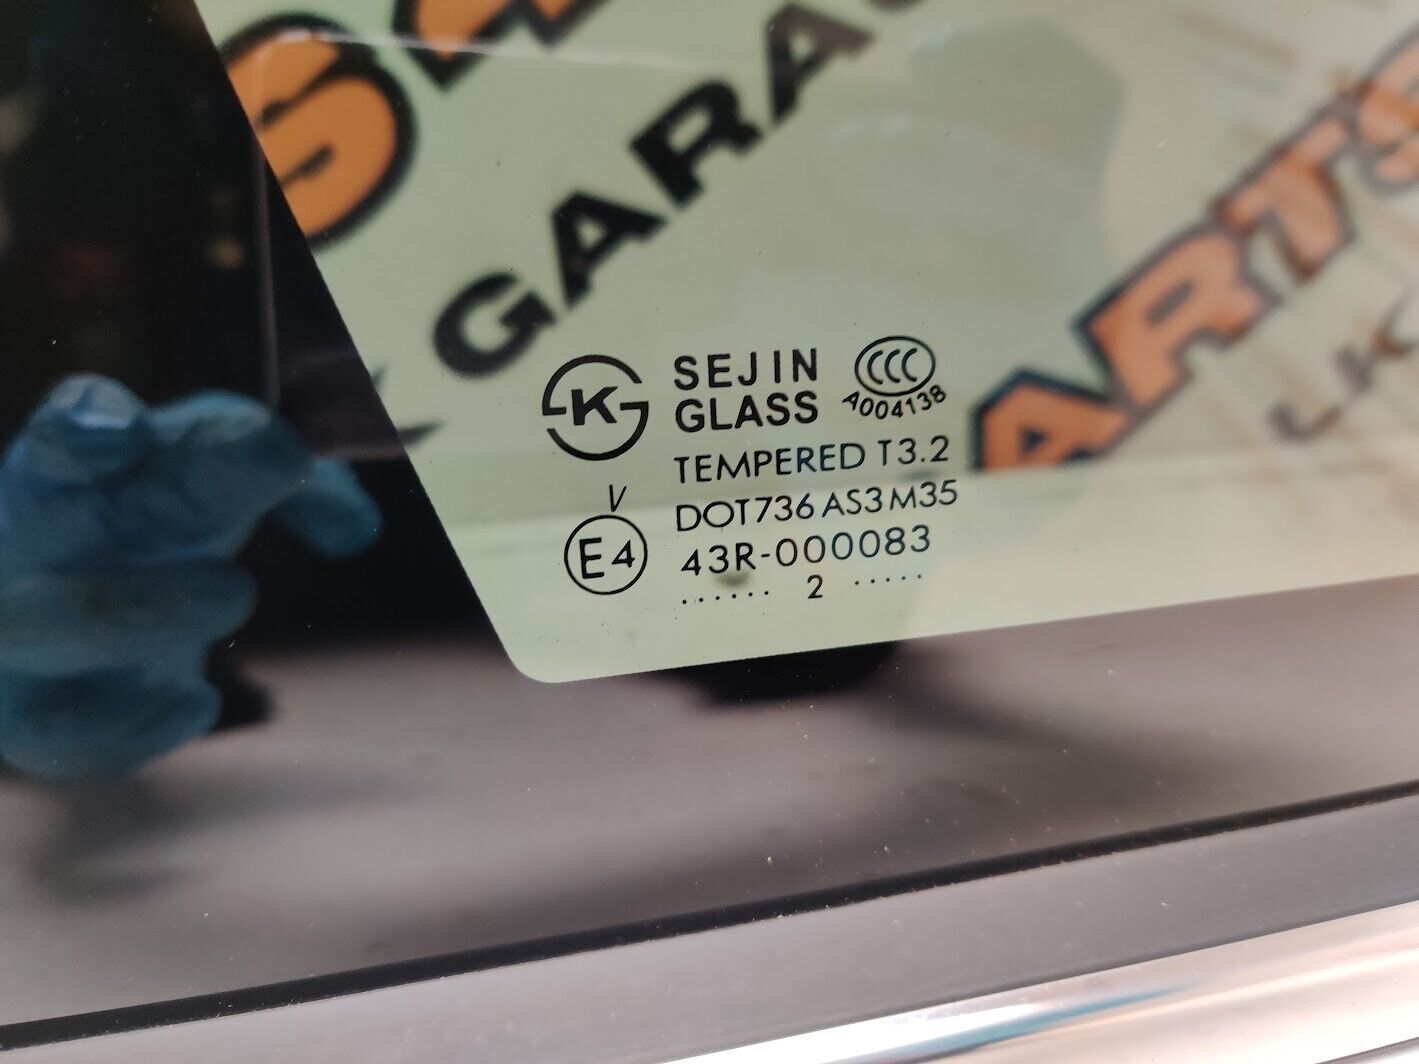 GARA
ARTS
K
SEJIN
GLASS
CCC
A004138
TEMPERED T3.2
DOT736 AS3 M35
V
E4
43R-000083
...... 2 .....